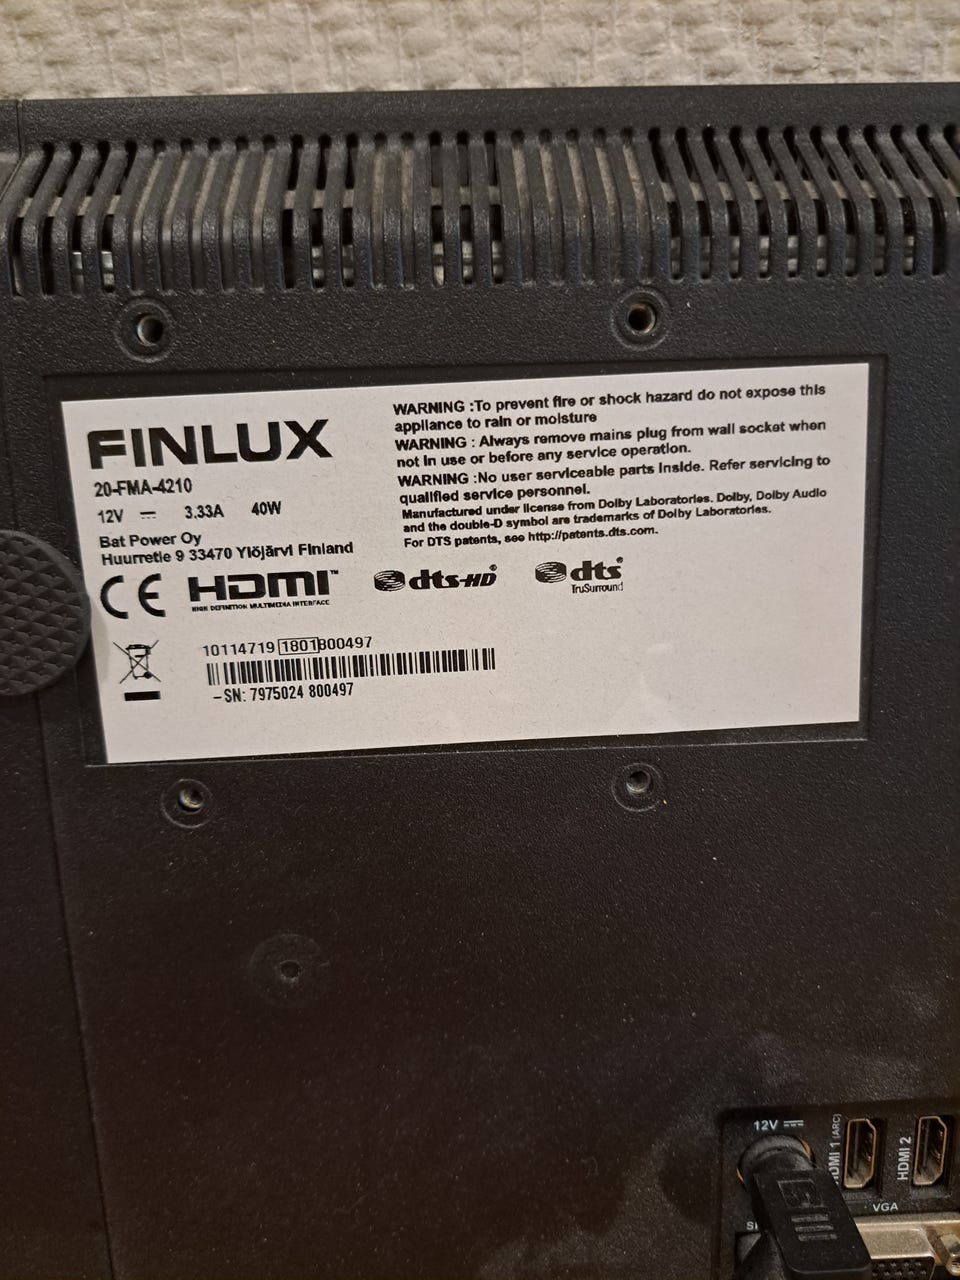 FINLUX
20-FMA-4210
12V 3.33A 40W
Bat Power Oy
Huurretie 9 33470 Ylöjärvi Finland
CE HDMI™
HIGH DEFINITION MULTIMEDIA INTERFACE
WARNING :To prevent fire or shock hazard do not expose this
appliance to rain or moisture
WARNING : Always remove mains plug from wall socket when
not in use or before any service operation.
WARNING :No user serviceable parts inside. Refer servicing to
qualified service personnel.
Manufactured under license from Dolby Laboratories. Dolby, Dolby Audio
and the double-D symbol are trademarks of Dolby Laboratories.
For DTS patents, see http://patents.dts.com.
dts-HD®
dts®
TruSurround
10114719 1801B00497
-SN: 7975024 800497
12V
HDMI 1 (ARC)
HDMI 2
VGA